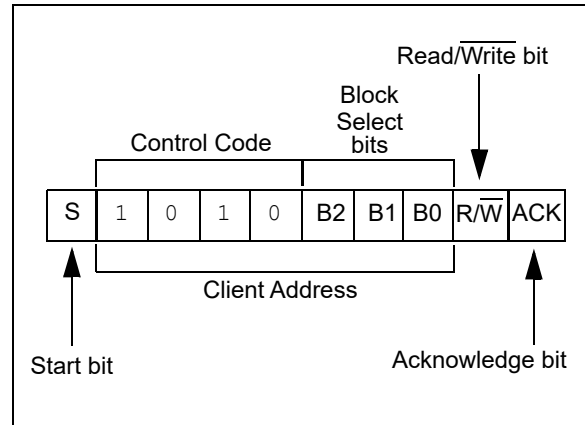 Read/W̅r̅i̅t̅e̅ bit
Block
Select
bits
Control Code
S 1 0 1 0 B2 B1 B0 R/W̅ ACK
Client Address
Start bit
Acknowledge bit